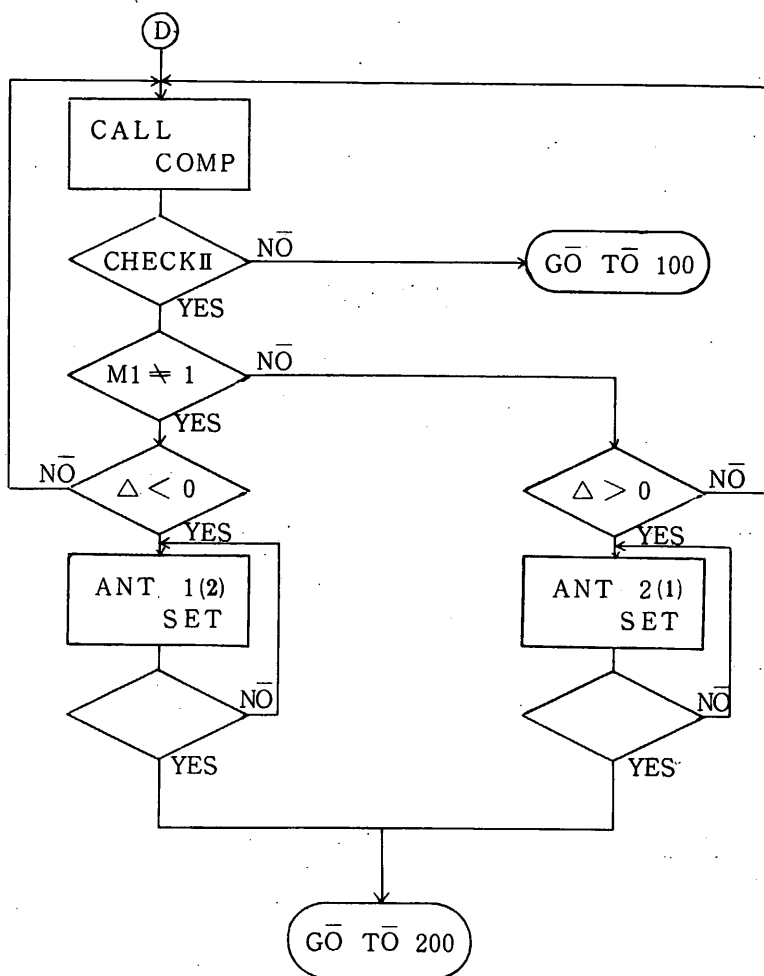 D
CALL
COMP
CHECKⅡ
NŌ
GŌ TŌ 100
YES
M1 ≠ 1
NŌ
YES
NŌ
△ < 0
△ > 0
NŌ
YES
YES
ANT 1(2)
SET
ANT 2(1)
SET
NŌ
NŌ
YES
YES
GŌ TŌ 200